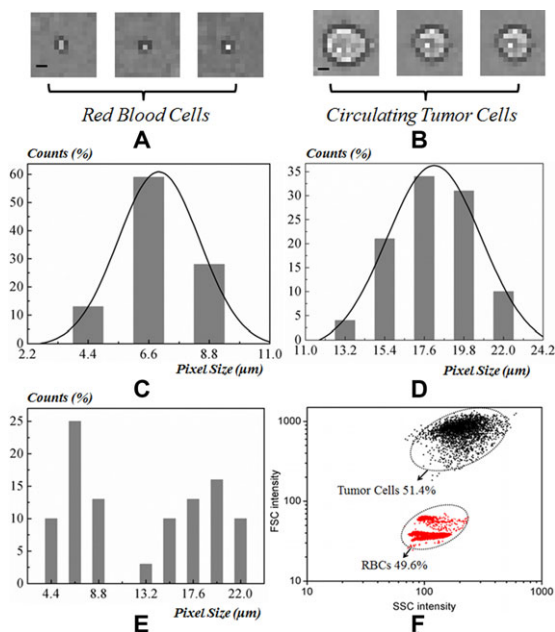 Red Blood Cells
Circulating Tumor Cells
A
B
Counts (%)
60
50
40
30
20
10
0
2.2 4.4 6.6 8.8 11.0
Pixel Size (μm)
C
Counts (%)
35
30
25
20
15
10
5
0
11.0 13.2 15.4 17.6 19.8 22.0 24.2
Pixel Size (μm)
D
Counts (%)
25
20
15
10
5
0
4.4 8.8 13.2 17.6 22.0
Pixel Size (μm)
E
FSC intensity
1000
100
10
Tumor Cells 51.4%
RBCs 49.6%
10 100 1000
SSC intensity
F